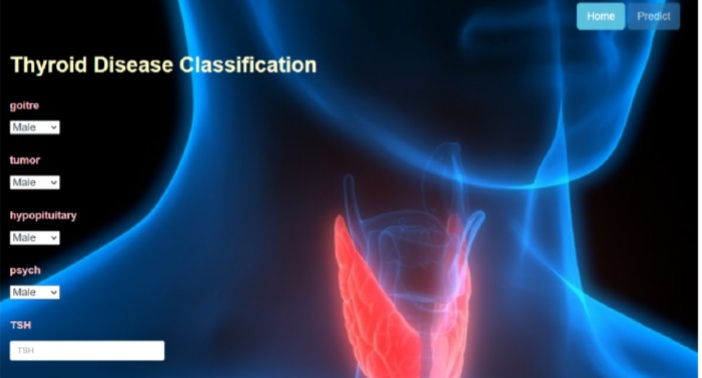 Home Predict
Thyroid Disease Classification
goitre
Male
tumor
Male
hypopituitary
Male
psych
Male
TSH
TSH